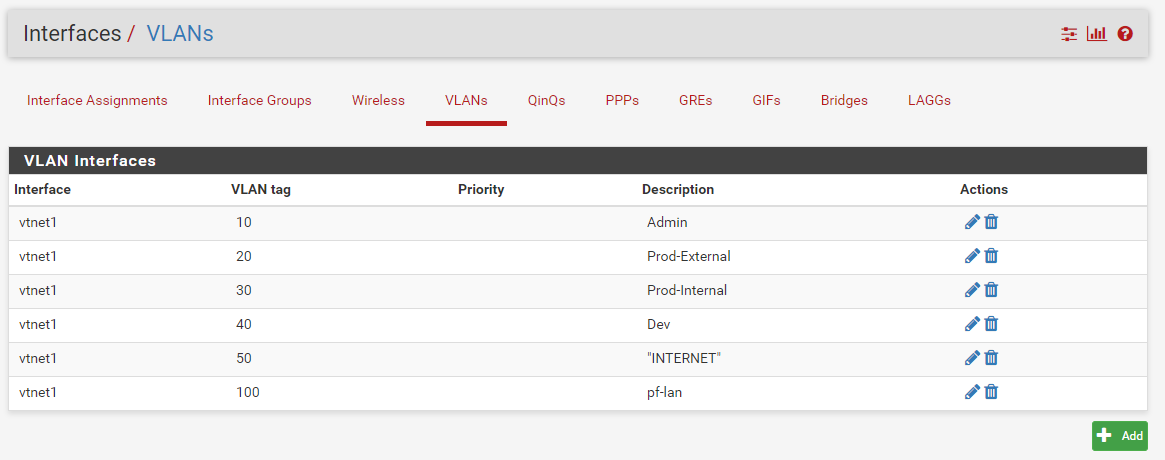 Interfaces / VLANs
Interface Assignments Interface Groups Wireless VLANs QinQs PPPs GREs GIFs Bridges LAGGs
VLAN Interfaces
Interface VLAN tag Priority Description Actions
vtnet1 10 Admin
vtnet1 20 Prod-External
vtnet1 30 Prod-Internal
vtnet1 40 Dev
vtnet1 50 "INTERNET"
vtnet1 100 pf-lan
Add